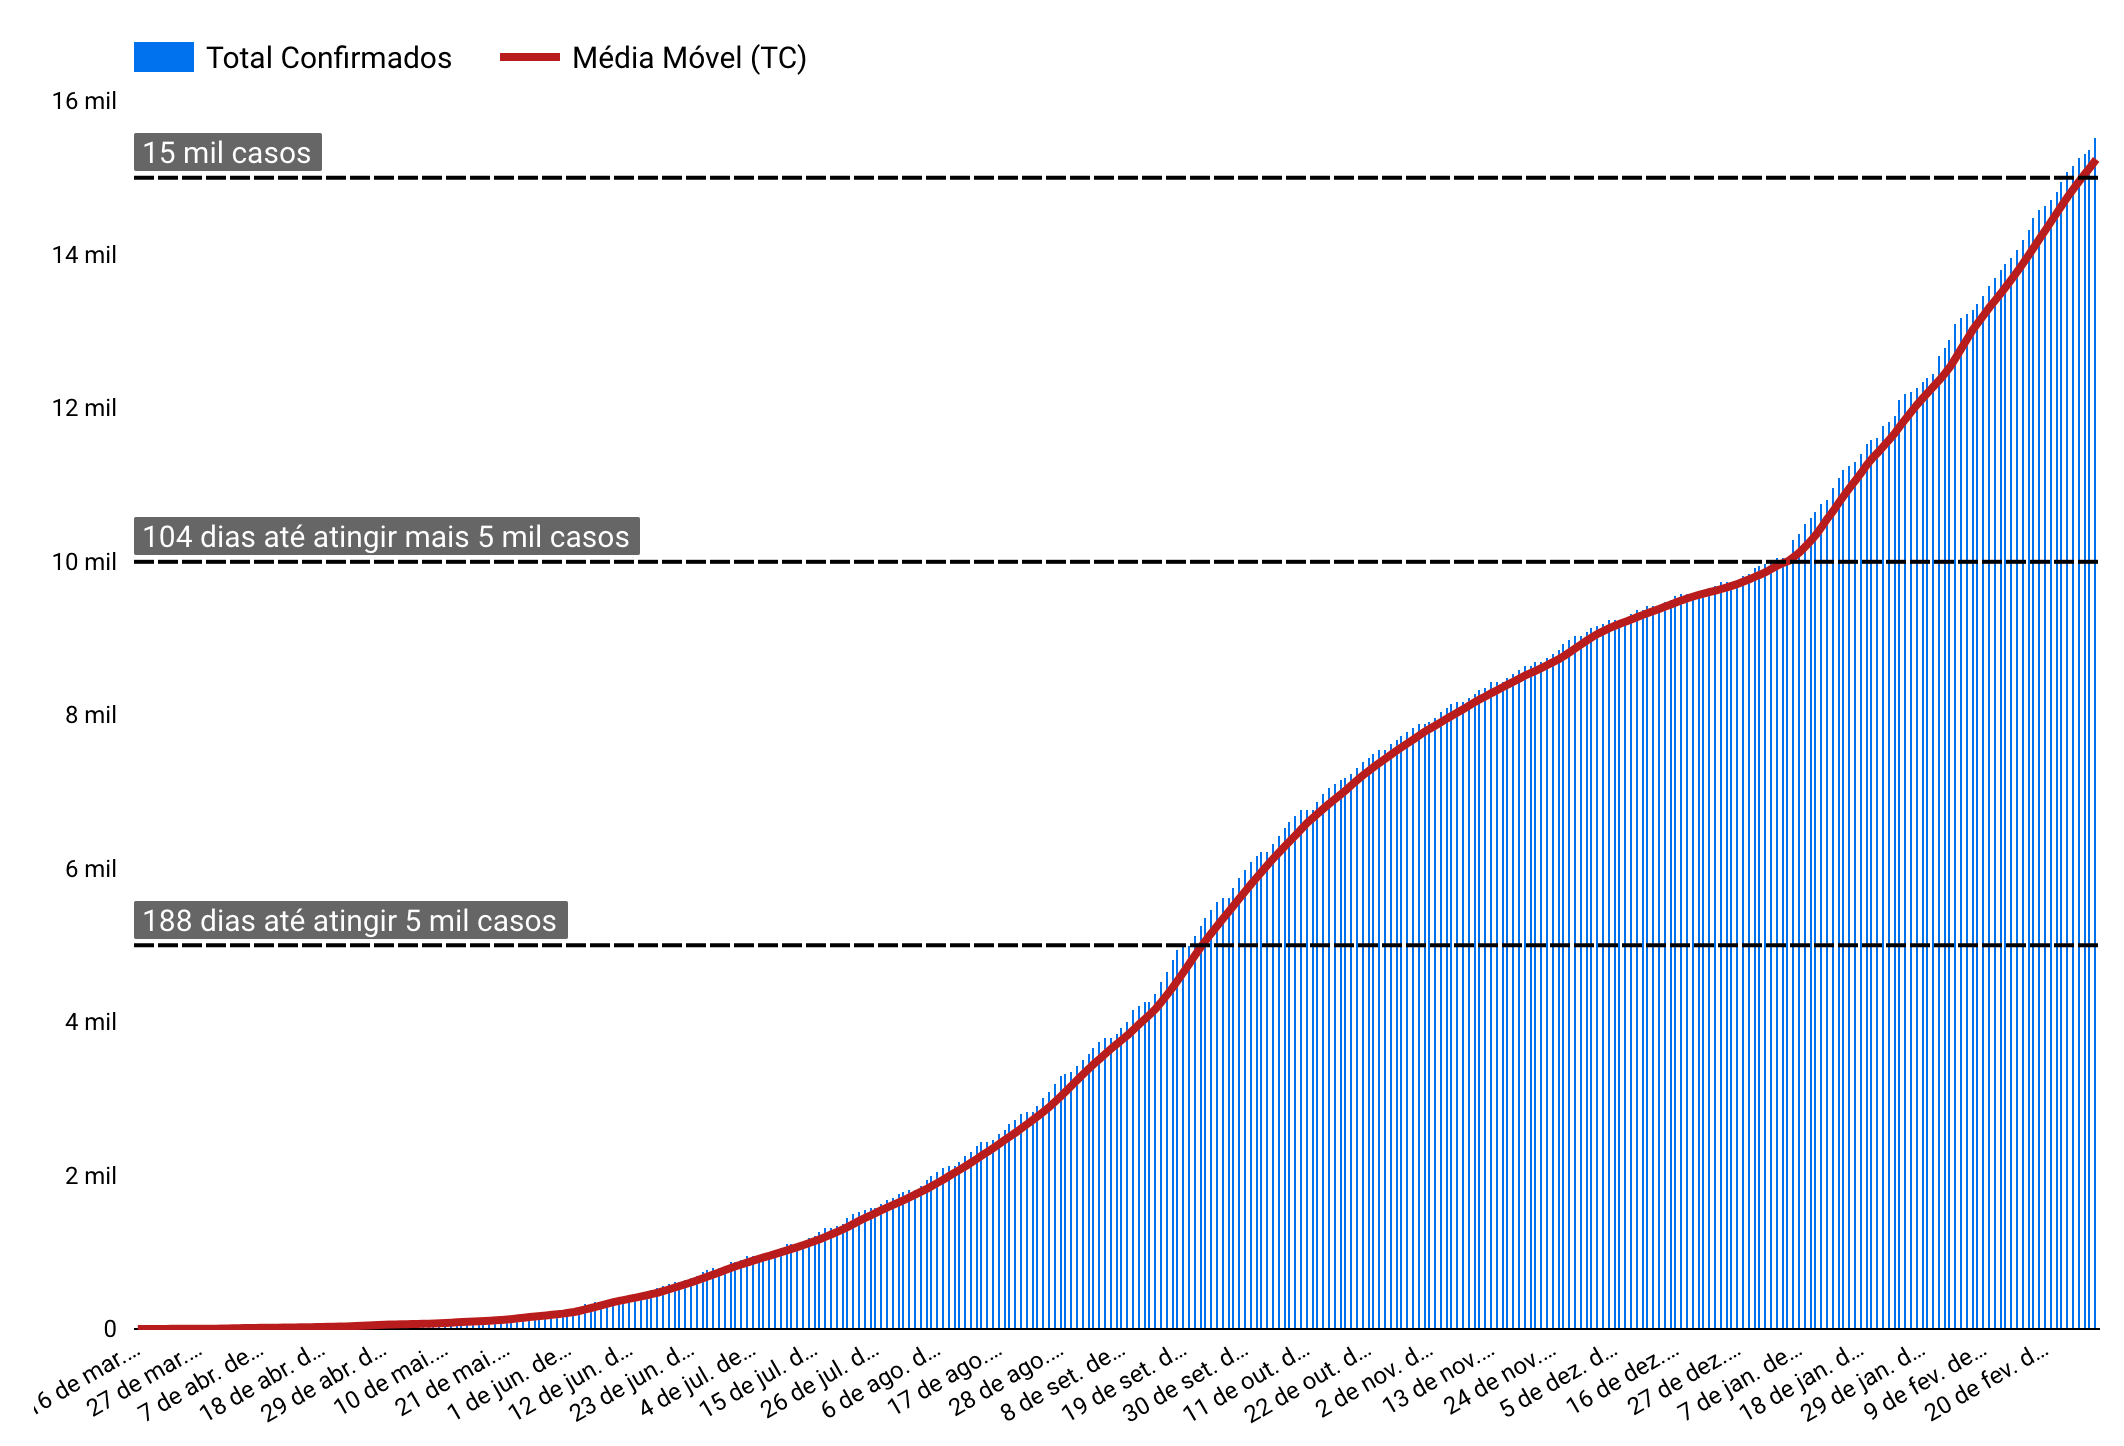 Total Confirmados
Média Móvel (TC)
16 mil
15 mil casos
14 mil
12 mil
104 dias até atingir mais 5 mil casos
10 mil
8 mil
6 mil
188 dias até atingir 5 mil casos
4 mil
2 mil
0
16 de mar....
27 de mar....
7 de abr. de...
18 de abr. d...
29 de abr. d...
10 de mai....
21 de mai....
1 de jun. de...
12 de jun. d...
23 de jun. d...
4 de jul. de...
15 de jul. d...
26 de jul. d...
6 de ago. d...
17 de ago....
28 de ago....
8 de set. de...
19 de set. d...
30 de set. d...
11 de out. d...
22 de out. d...
2 de nov. d...
13 de nov....
24 de nov....
5 de dez. d...
16 de dez....
27 de dez....
7 de jan. de...
18 de jan. d...
29 de jan. d...
9 de fev. de...
20 de fev. d...